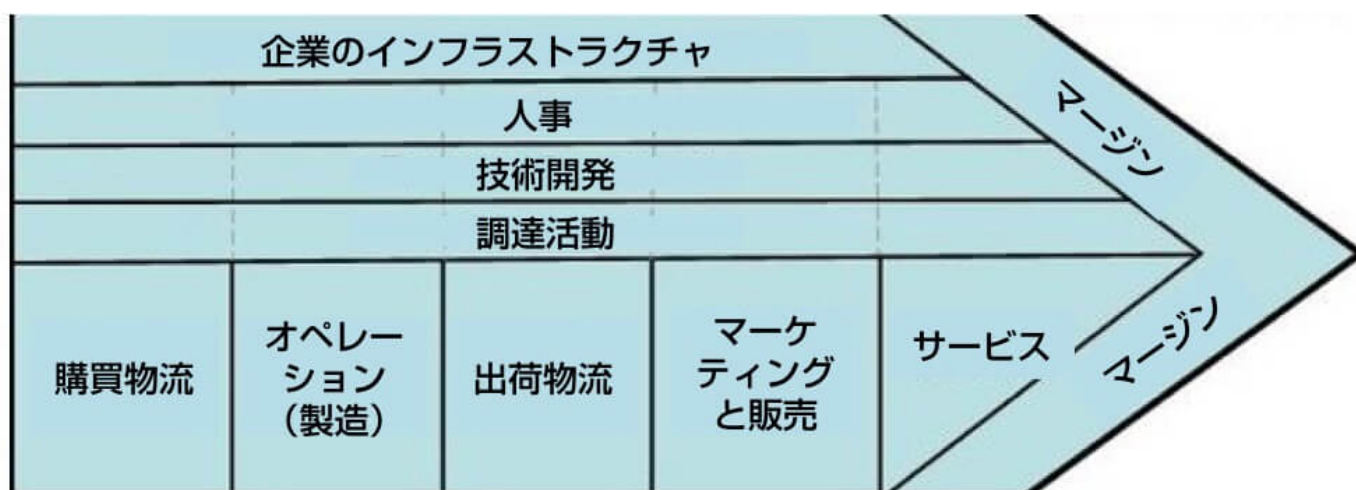 企業のインフラストラクチャ
人事
技術開発
調達活動
マージン
購買物流
オペレー
ション
（製造）
出荷物流
マーケ
ティング
と販売
サービス
マージン